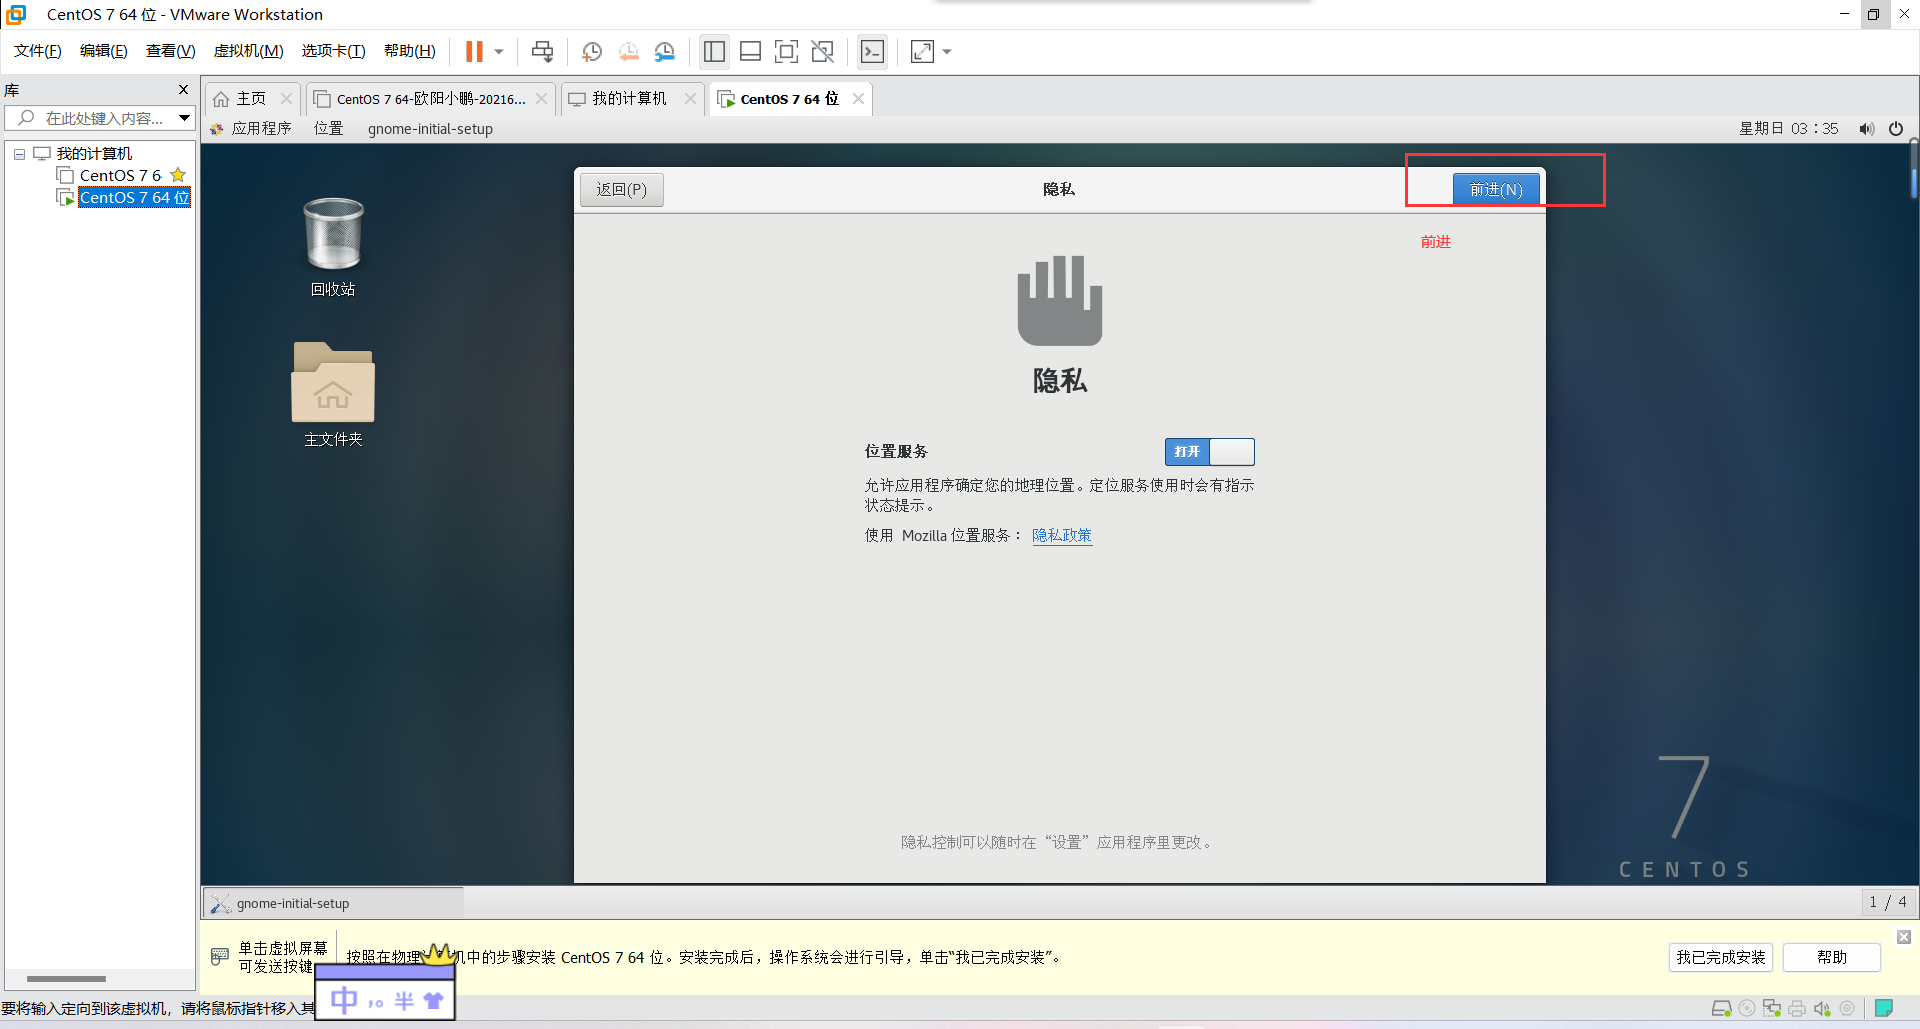 CentOS 7 64 位 - VMware Workstation
文件(F) 编辑(E) 查看(V) 虚拟机(M) 选项卡(T) 帮助(H)
库
在此处键入内容...
我的计算机
CentOS 7 6
CentOS 7 64 位
主页
CentOS 7 64-欧阳小鹏-20216...
我的计算机
CentOS 7 64 位
应用程序 位置 gnome-initial-setup
星期日 03：35
回收站
主文件夹
返回(P)
隐私
前进(N)
前进
隐私
位置服务
打开
允许应用程序确定您的地理位置。定位服务使用时会有指示
状态提示。
使用 Mozilla 位置服务： 隐私政策
隐私控制可以随时在“设置”应用程序里更改。
7
CENTOS
gnome-initial-setup
1 / 4
单击虚拟屏幕
可发送按键
按照在物理 机中的步骤安装 CentOS 7 64 位。安装完成后，操作系统会进行引导，单击“我已完成安装”。
我已完成安装
帮助
中 ,。半
要将输入定向到该虚拟机，请将鼠标指针移入其